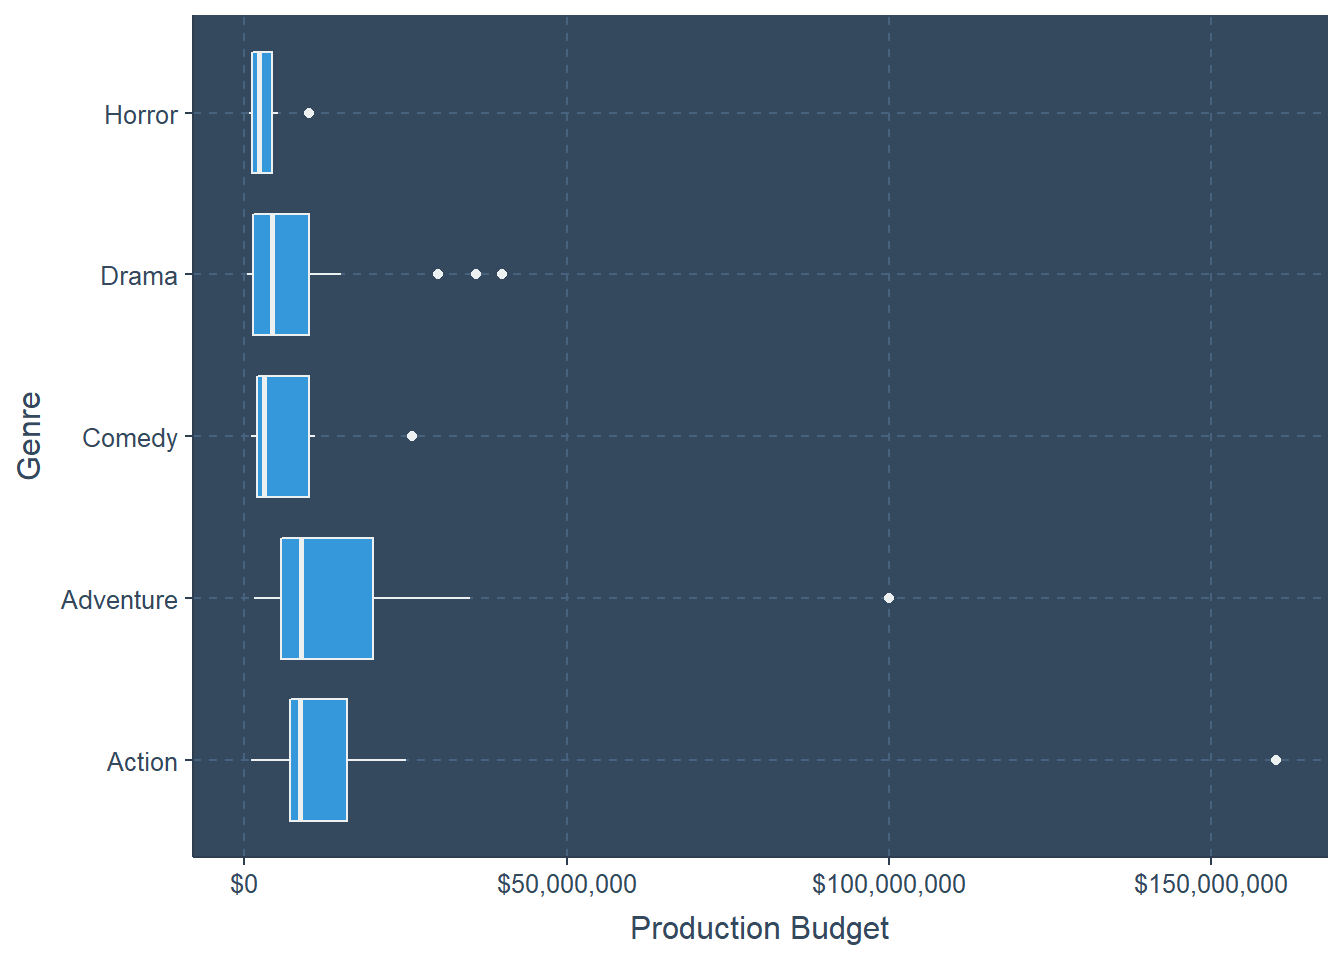 Genre
Horror
Drama
Comedy
Adventure
Action
$0
$50,000,000
$100,000,000
$150,000,000
Production Budget